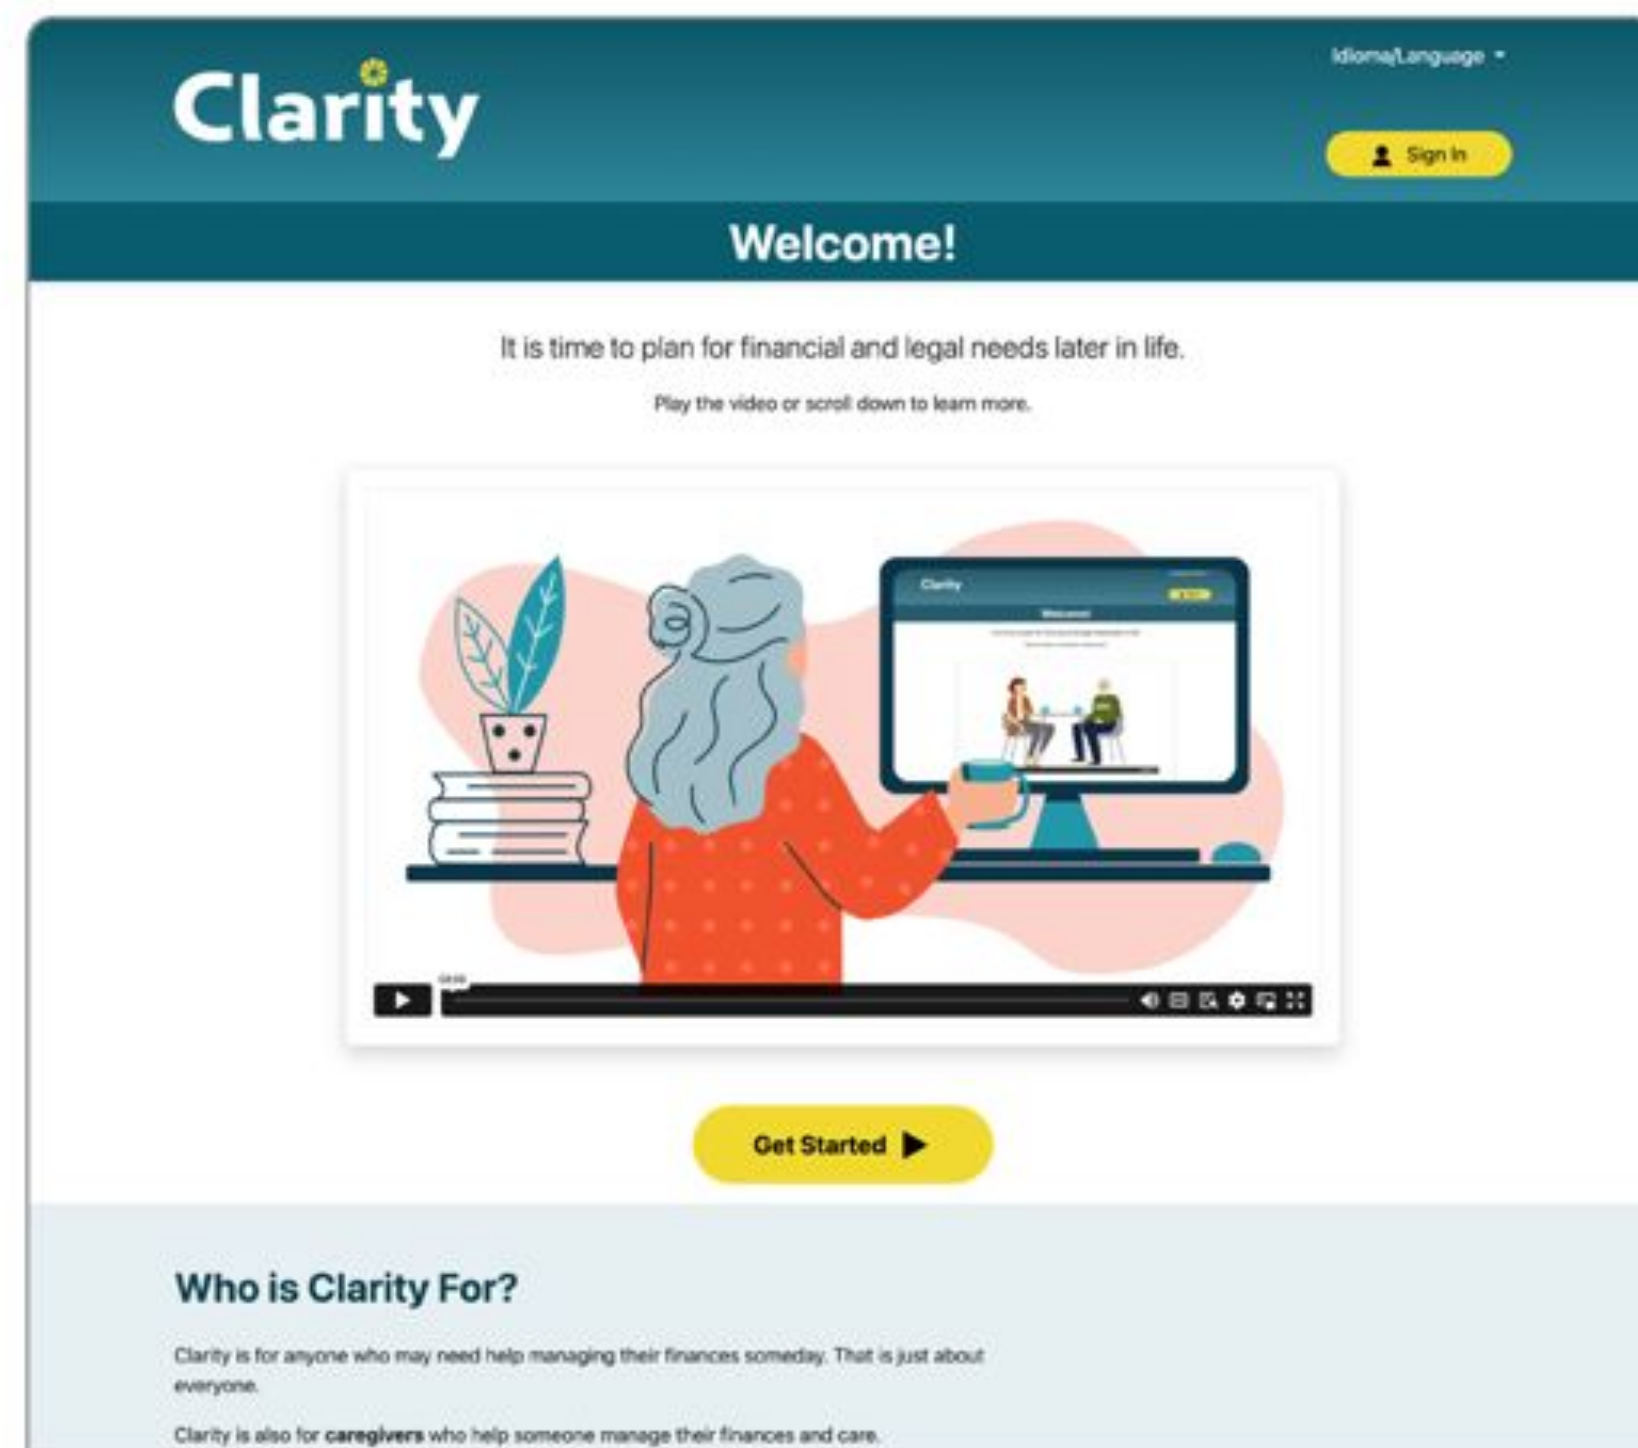 Clarity
Idioma/Language
Sign In
Welcome!
It is time to plan for financial and legal needs later in life.
Play the video or scroll down to learn more.
Clarity
Welcome!
Get Started
Who is Clarity For?
Clarity is for anyone who may need help managing their finances someday. That is just about
everyone.
Clarity is also for caregivers who help someone manage their finances and care.